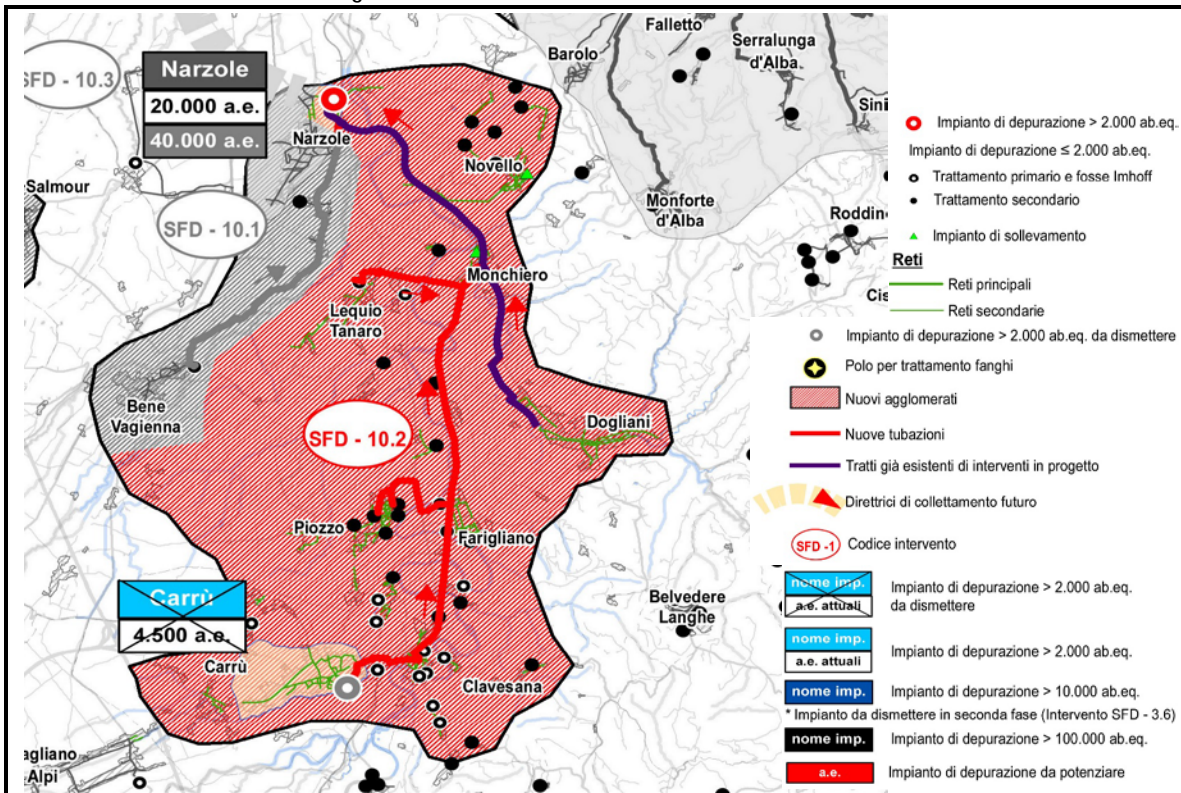 SFD - 10.3
Narzole
20.000 a.e.
40.000 a.e.
Falletto
Barolo
Serralunga
d'Alba
Narzole
Novello
Salmour
SFD - 10.1
Monforte
d'Alba
Monchiero
Lequio
Tanaro
Bene
Vagienna
SFD - 10.2
Dogliani
Piozzo
Farigliano
Carrù
4.500 a.e.
Belvedere
Langhe
Carrù
Clavesana
agliano
Alpi
Sini
Roddin
Cis
Impianto di depurazione > 2.000 ab.eq.
Impianto di depurazione ≤ 2.000 ab.eq.
Trattamento primario e fosse Imhoff
Trattamento secondario
Impianto di sollevamento
Reti
Reti principali
Reti secondarie
Impianto di depurazione > 2.000 ab.eq. da dismettere
Polo per trattamento fanghi
Nuovi agglomerati
Nuove tubazioni
Tratti già esistenti di interventi in progetto
Direttrici di collettamento futuro
SFD -1 Codice intervento
nome imp.
a.e. attuali
Impianto di depurazione > 2.000 ab.eq.
da dismettere
nome imp.
a.e. attuali
Impianto di depurazione > 2.000 ab.eq.
nome imp. Impianto di depurazione > 10.000 ab.eq.
* Impianto da dismettere in seconda fase (Intervento SFD - 3.6)
nome imp. Impianto di depurazione > 100.000 ab.eq.
a.e. Impianto di depurazione da potenziare